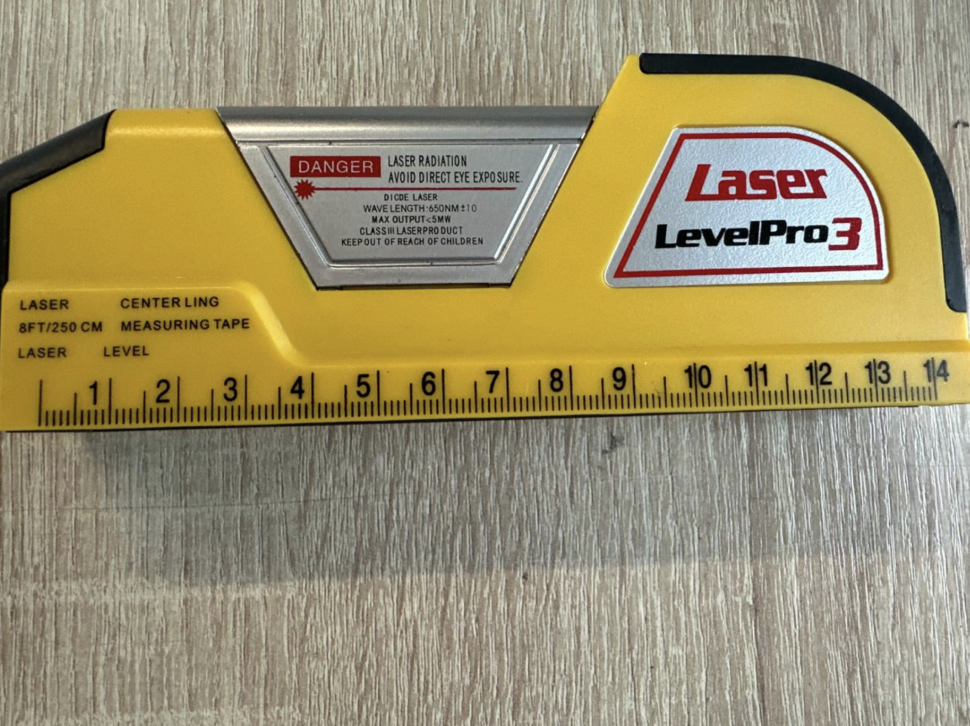 DANGER LASER RADIATION
AVOID DIRECT EYE EXPOSURE
DICDE LASER
WAVE LENGTH:650NM±10
MAX OUTPUT<5MW
CLASSIII LASERPRODUCT
KEEP OUT OF REACH OF CHILDREN
Laser
LevelPro3
LASER CENTER LING
8FT/250 CM MEASURING TAPE
LASER LEVEL
1 2 3 4 5 6 7 8 9 10 11 12 13 14